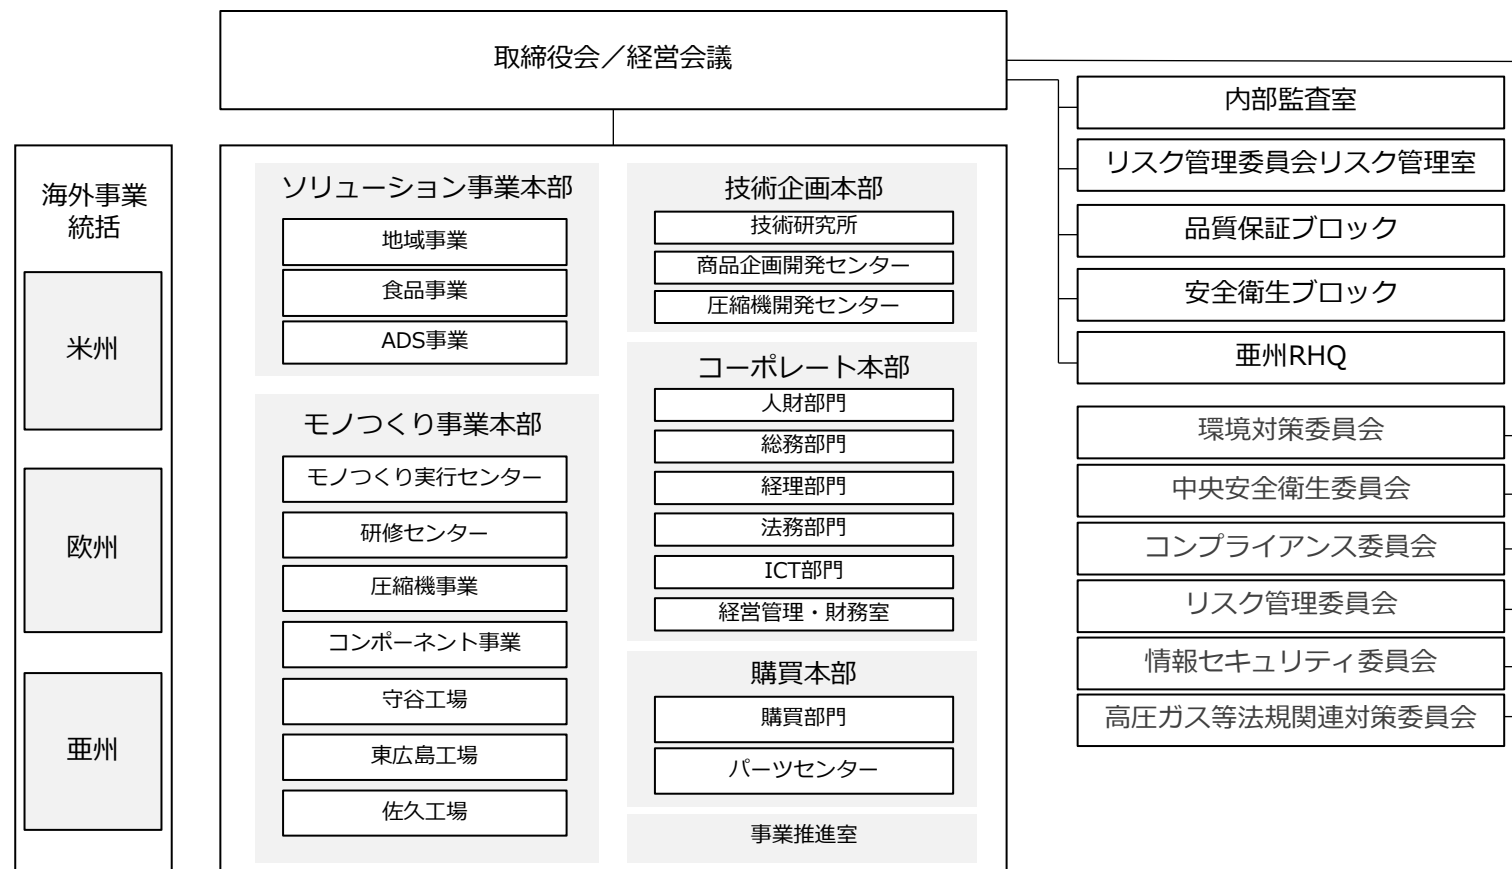 取締役会／経営会議
海外事業
統括
米州
欧州
亜州
ソリューション事業本部
地域事業
食品事業
ADS事業
モノつくり事業本部
モノつくり実行センター
研修センター
圧縮機事業
コンポーネント事業
守谷工場
東広島工場
佐久工場
技術企画本部
技術研究所
商品企画開発センター
圧縮機開発センター
コーポレート本部
人財部門
総務部門
経理部門
法務部門
ICT部門
経営管理・財務室
購買本部
購買部門
パーツセンター
事業推進室
内部監査室
リスク管理委員会リスク管理室
品質保証ブロック
安全衛生ブロック
亜州RHQ
環境対策委員会
中央安全衛生委員会
コンプライアンス委員会
リスク管理委員会
情報セキュリティ委員会
高圧ガス等法規関連対策委員会